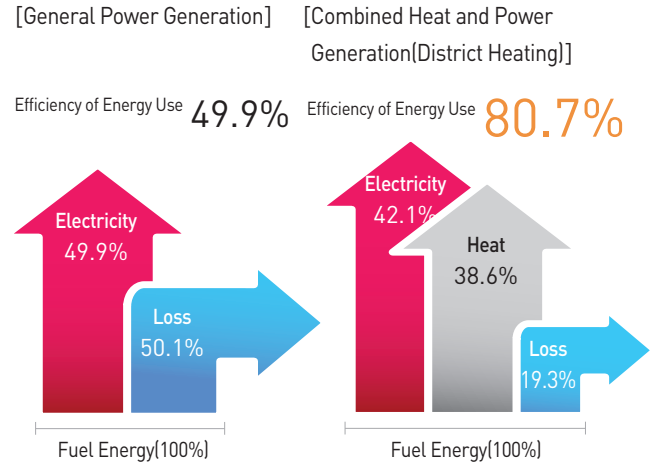 [General Power Generation]
Efficiency of Energy Use 49.9%
Electricity
49.9%
Loss
50.1%
Fuel Energy(100%)
[Combined Heat and Power
Generation(District Heating)]
Efficiency of Energy Use 80.7%
Electricity
42.1%
Heat
38.6%
Loss
19.3%
Fuel Energy(100%)